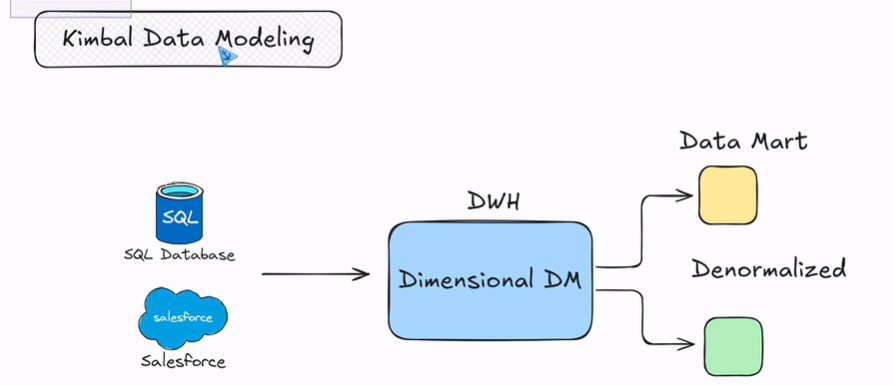 Kimbal Data Modeling
Data Mart
DWH
SQL
SQL Database
Denormalized
Dimensional DM
salesforce
Salesforce